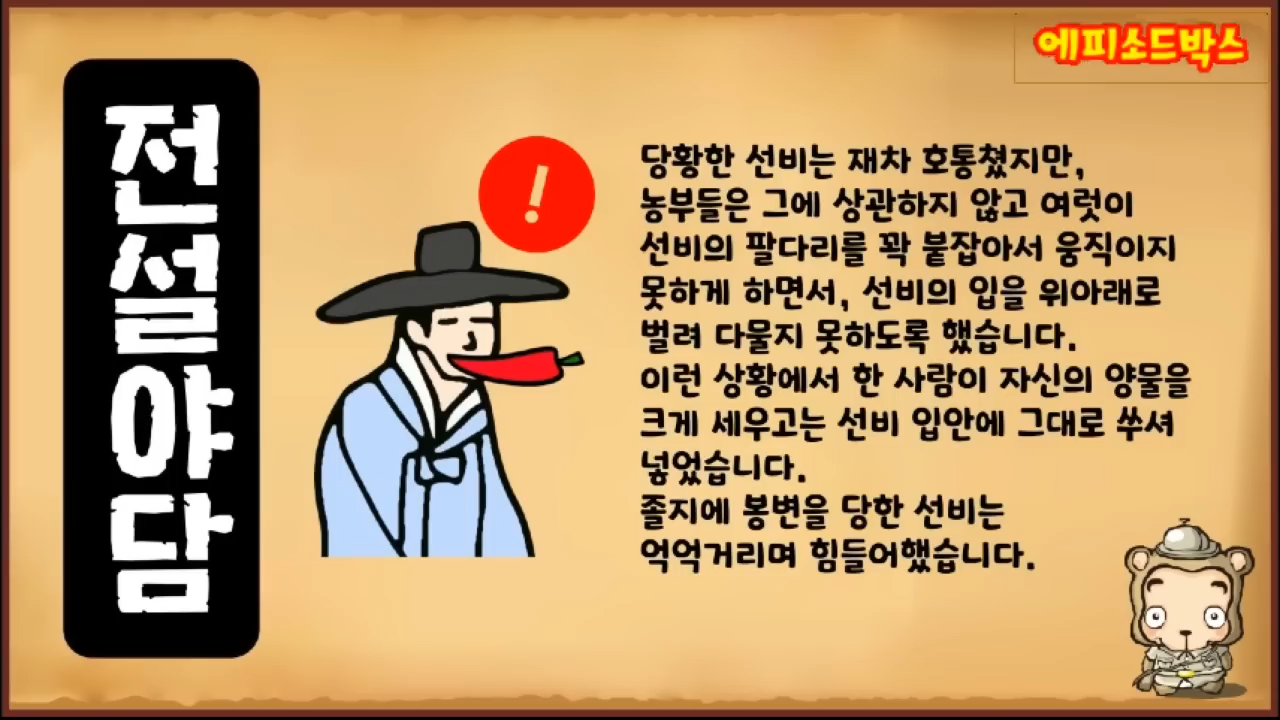 에피소드박스
전설야담
당황한 선비는 재차 호통쳤지만,
농부들은 그에 상관하지 않고 여럿이
선비의 팔다리를 꽉 붙잡아서 움직이지
못하게 하면서, 선비의 입을 위아래로
벌려 다물지 못하도록 했습니다.
이런 상황에서 한 사람이 자신의 양물을
크게 세우고는 선비 입안에 그대로 쑤셔
넣었습니다.
졸지에 봉변을 당한 선비는
억억거리며 힘들어했습니다.
!